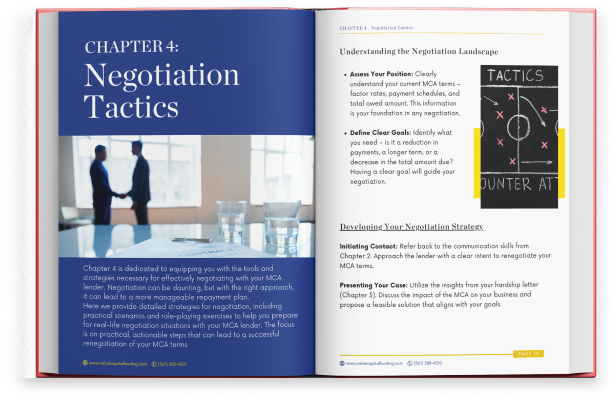 CHAPTER 4:
Negotiation
Tactics
Chapter 4 is dedicated to equipping you with the tools and
strategies necessary for effectively negotiating with your MCA
lender. Negotiation can be daunting, but with the right approach,
it can lead to a more manageable repayment plan.
Here we provide detailed strategies for negotiation, including
practical scenarios and role-playing exercises to help you prepare
for real-life negotiation situations with your MCA lender. The focus
is on practical, actionable steps that can lead to a successful
renegotiation of your MCA terms
www.valuecapitalfunding.com (561) 288-4510
CHAPTER 4 - Negotiation Tactics
Understanding the Negotiation Landscape
• Assess Your Position: Clearly
understand your current MCA terms –
factor rates, payment schedules, and
total owed amount. This information
is your foundation in any negotiation.
• Define Clear Goals: Identify what
you need – is it a reduction in
payments, a longer term, or a
decrease in the total amount due?
Having a clear goal will guide your
negotiation.
TACTICS
OUNTER AT
Developing Your Negotiation Strategy
Initiating Contact: Refer back to the communication skills from
Chapter 2. Approach the lender with a clear intent to renegotiate your
MCA terms.
Presenting Your Case: Utilize the insights from your hardship letter
(Chapter 3). Discuss the impact of the MCA on your business and
propose a feasible solution that aligns with your goals.
www.valuecapitalfunding.com (561) 288-4510